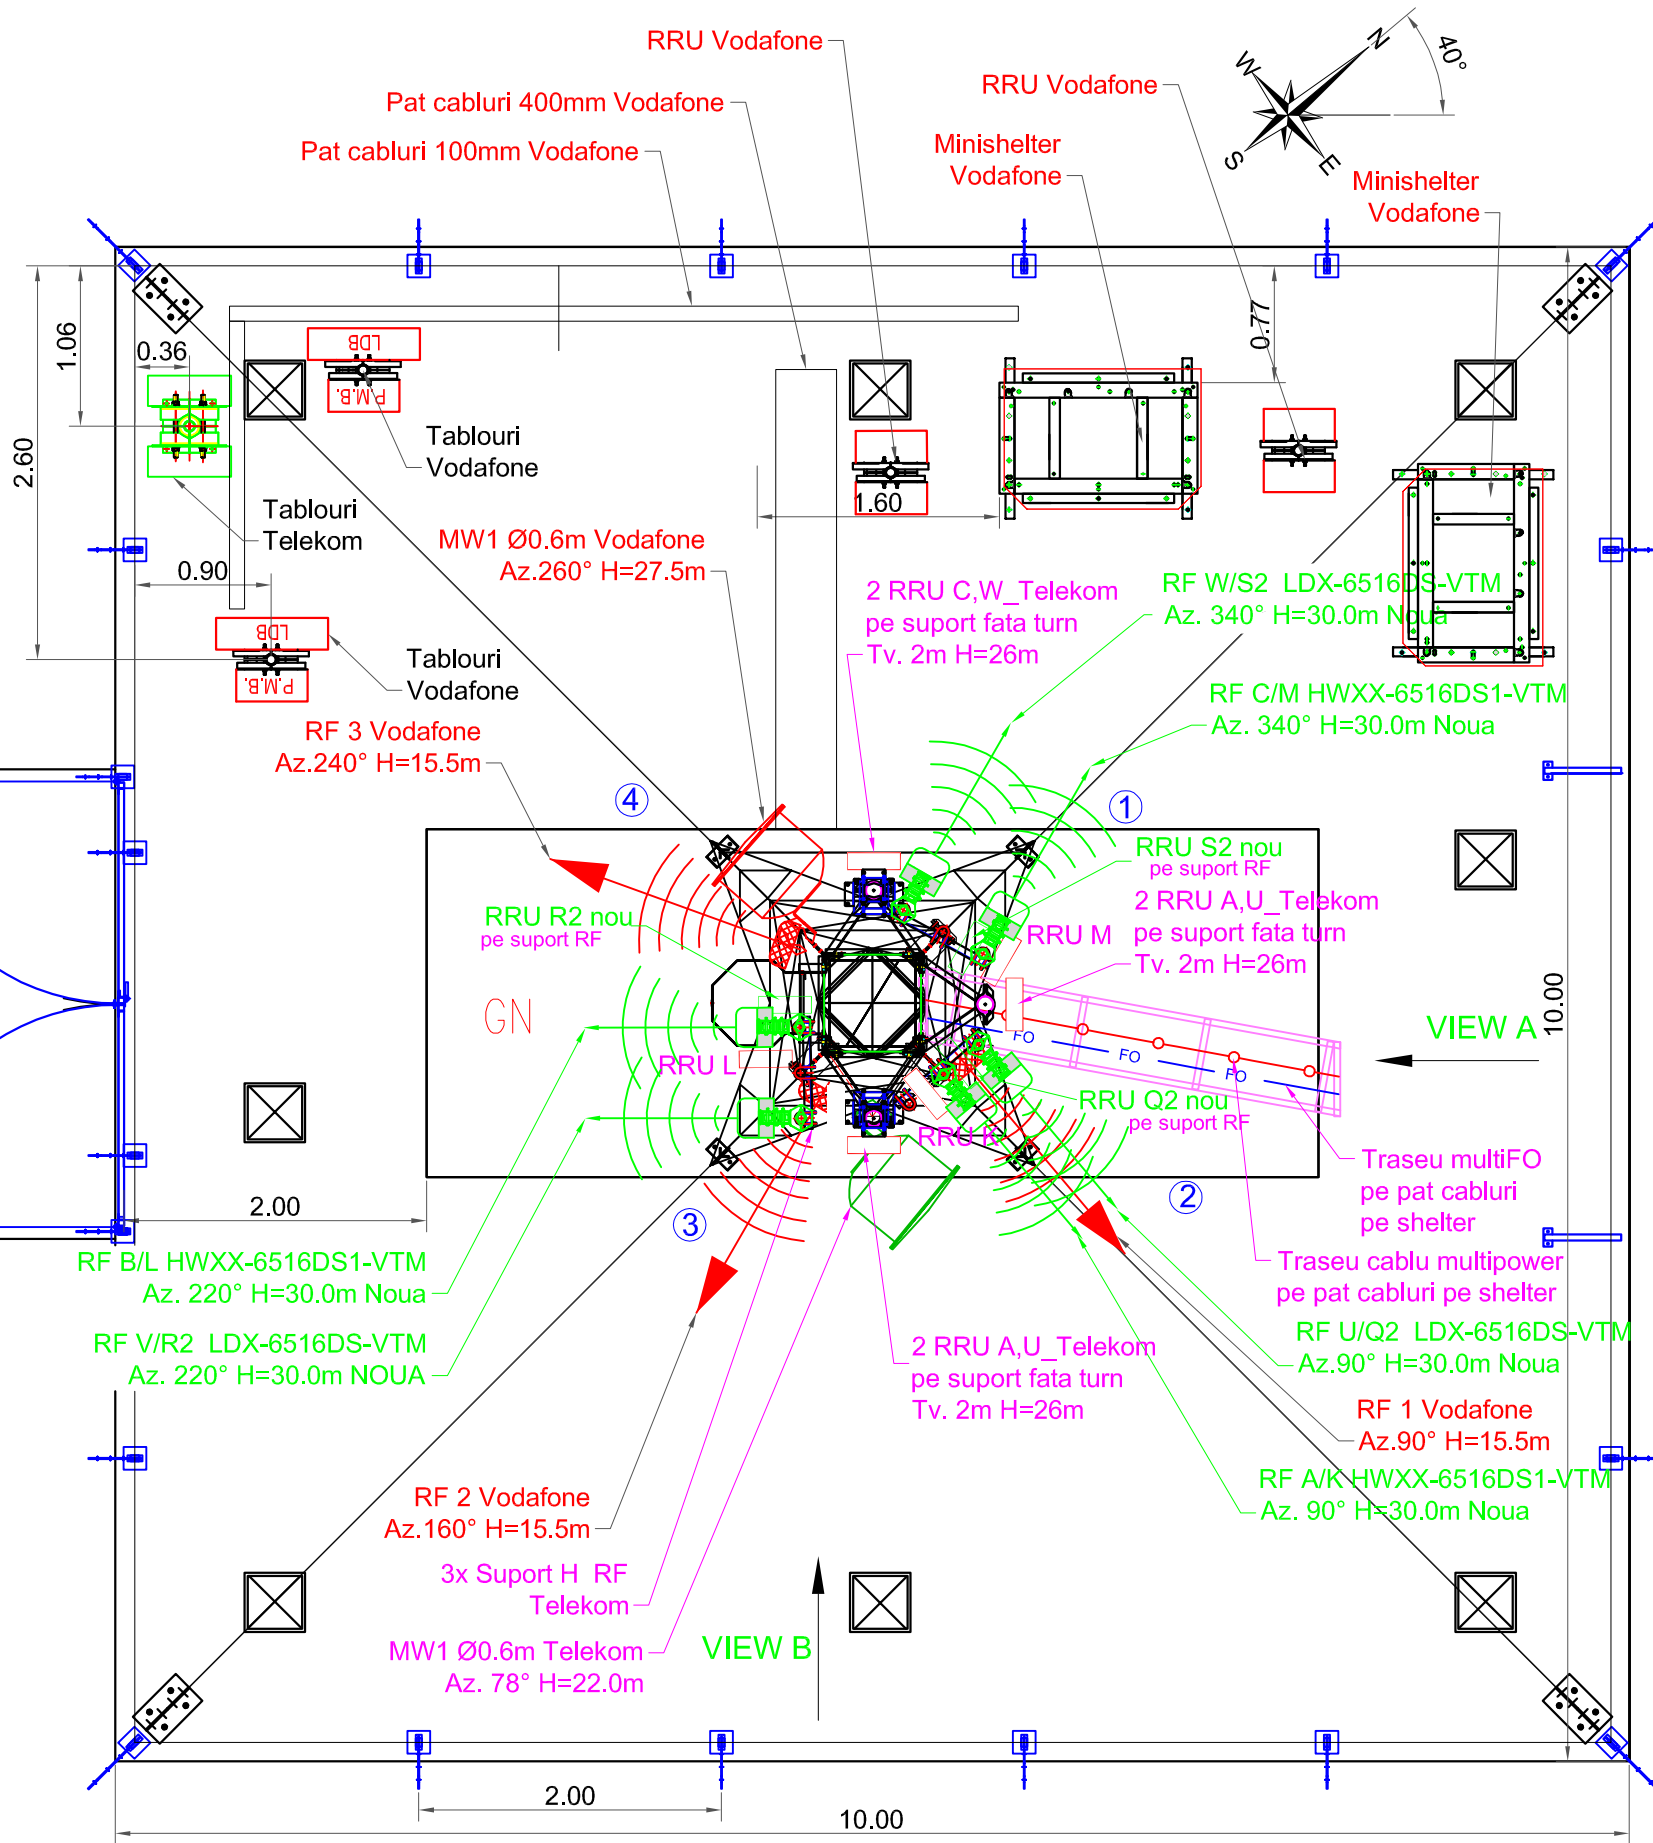 RRU Vodafone
Pat cabluri 400mm Vodafone
Pat cabluri 100mm Vodafone
RRU Vodafone
Minishelter
Vodafone
Minishelter
Vodafone
N
W
S
E
40°
1.06
0.36
2.60
0.77
LDB
P.M.B.
Tablouri
Vodafone
Tablouri
Telekom
0.90
1.60
LDB
P.M.B.
Tablouri
Vodafone
MW1 Ø0.6m Vodafone
Az.260° H=27.5m
2 RRU C,W_Telekom
pe suport fata turn
Tv. 2m H=26m
RF W/S2 LDX-6516DS-VTM
Az. 340° H=30.0m Noua
RF C/M HWXX-6516DS1-VTM
Az. 340° H=30.0m Noua
RF 3 Vodafone
Az.240° H=15.5m
4
1
RRU S2 nou
pe suport RF
2 RRU A,U_Telekom
pe suport fata turn
Tv. 2m H=26m
RRU M
RRU R2 nou
pe suport RF
GN
RRU L
FO
FO
FO
VIEW A
10.00
RRU Q2 nou
pe suport RF
RRU K
Traseu multiFO
pe pat cabluri
pe shelter
Traseu cablu multipower
pe pat cabluri pe shelter
2.00
3
2
RF B/L HWXX-6516DS1-VTM
Az. 220° H=30.0m Noua
RF V/R2 LDX-6516DS-VTM
Az. 220° H=30.0m NOUA
2 RRU A,U_Telekom
pe suport fata turn
Tv. 2m H=26m
RF U/Q2 LDX-6516DS-VTM
Az.90° H=30.0m Noua
RF 1 Vodafone
Az.90° H=15.5m
RF A/K HWXX-6516DS1-VTM
Az. 90° H=30.0m Noua
RF 2 Vodafone
Az.160° H=15.5m
3x Suport H RF
Telekom
MW1 Ø0.6m Telekom
Az. 78° H=22.0m
VIEW B
2.00
10.00